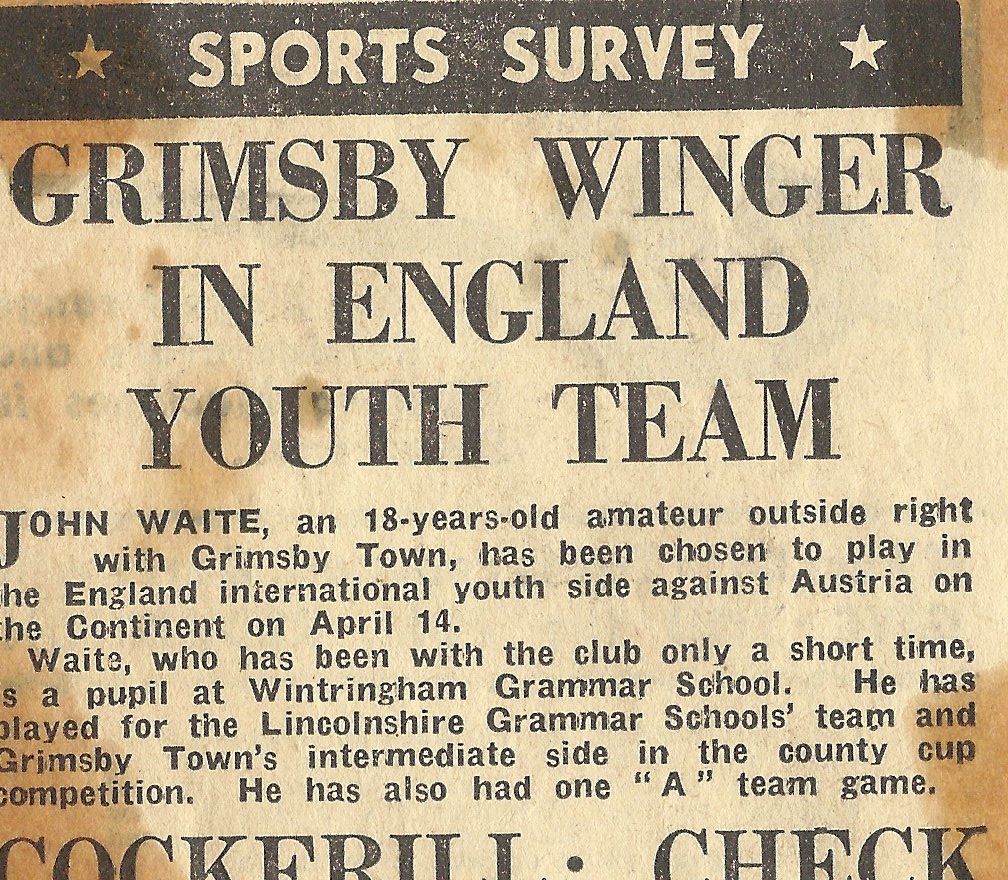 ★ SPORTS SURVEY ★
GRIMSBY WINGER
IN ENGLAND
YOUTH TEAM
JOHN WAITE, an 18-years-old amateur outside right
with Grimsby Town, has been chosen to play in
the England international youth side against Austria on
the Continent on April 14.
Waite, who has been with the club only a short time,
is a pupil at Wintringham Grammar School. He has
played for the Lincolnshire Grammar Schools' team and
Grimsby Town's intermediate side in the county cup
competition. He has also had one "A" team game.
COCKERILL: CHECK